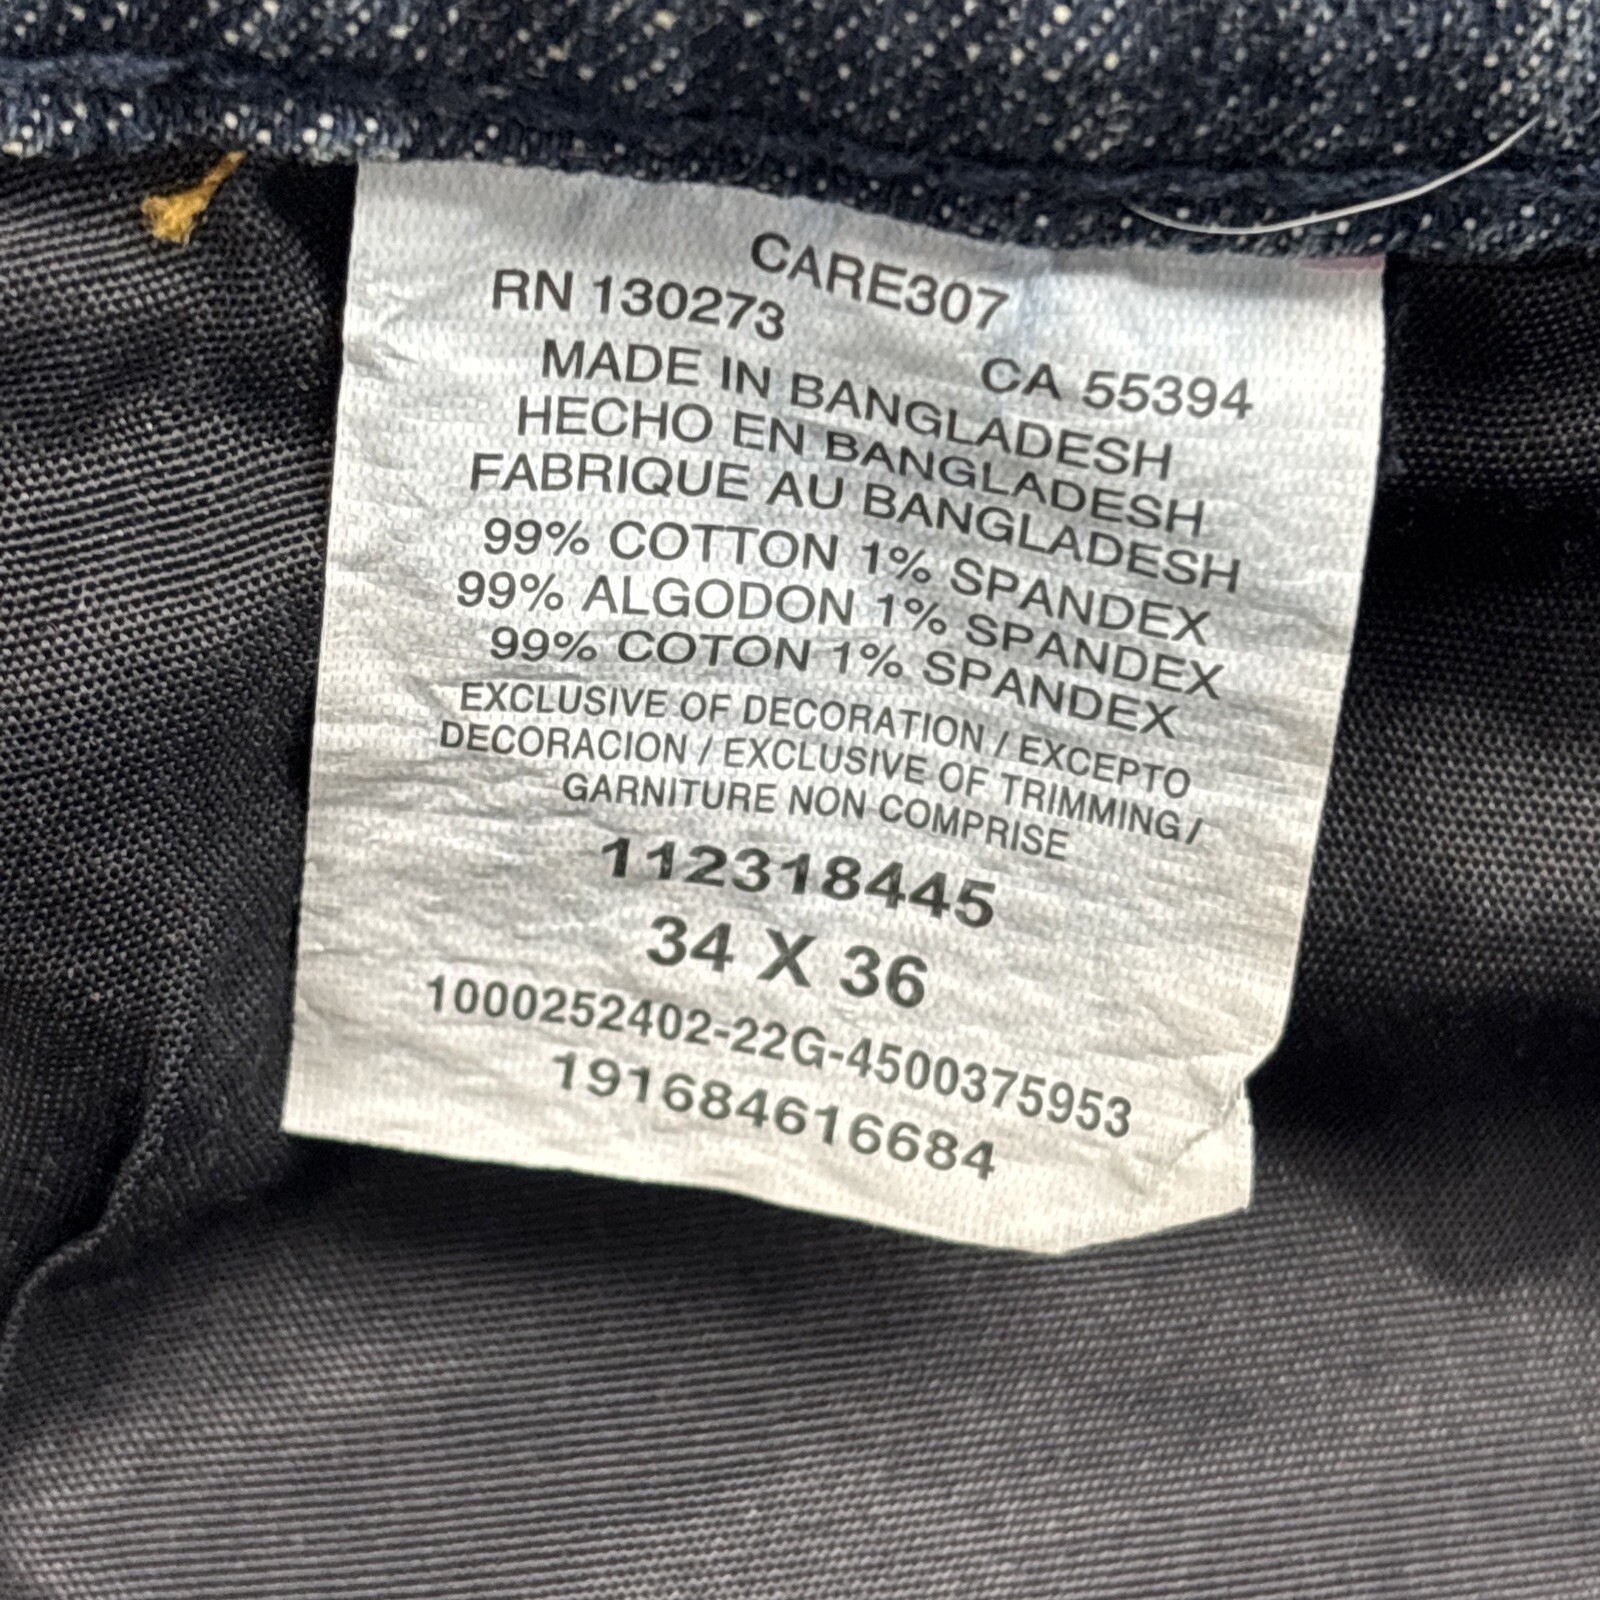 CARE307
RN 130273 CA 55394
MADE IN BANGLADESH
HECHO EN BANGLADESH
FABRIQUE AU BANGLADESH
99% COTTON 1% SPANDEX
99% ALGODON 1% SPANDEX
99% COTON 1% SPANDEX
EXCLUSIVE OF DECORATION / EXCEPTO
DECORACION / EXCLUSIVE OF TRIMMING /
GARNITURE NON COMPRISE
112318445
34 X 36
1000252402-22G-4500375953
191684616684